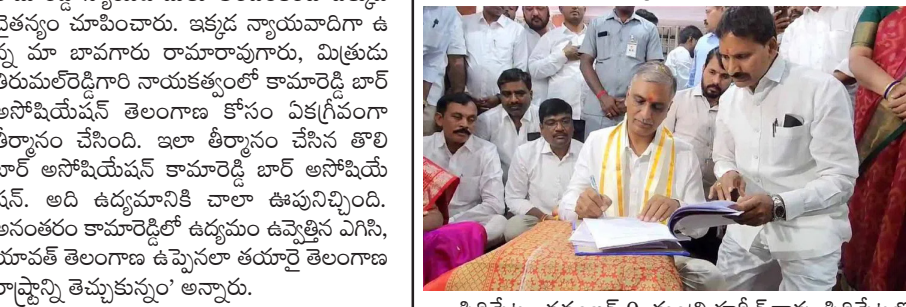 చైతన్యం చూపించారు. ఇక్కడ న్యాయవాదిగా ఉ
న్న మా బావగారు రామారావుగారు, మిత్రుడు
తిరుమల్‌రెడ్డిగారి నాయకత్వంలో కామారెడ్డి బార్
అసోషియేషన్ తెలంగాణ కోసం ఏకగ్రీవంగా
తీర్మానం చేసింది. ఇలా తీర్మానం చేసిన తొలి
బార్ అసోషియేషన్ కామారెడ్డి బార్ అసోషియే
షన్. అది ఉద్యమానికి చాలా ఊపునిచ్చింది.
అనంతరం కామారెడ్డిలో ఉద్యమం ఉవ్వెత్తిన ఎగిసి,
యావత్ తెలంగాణ ఉప్పెనలా తయారై తెలంగాణ
రాష్ట్రాన్ని తెచ్చుకున్నం' అన్నారు.